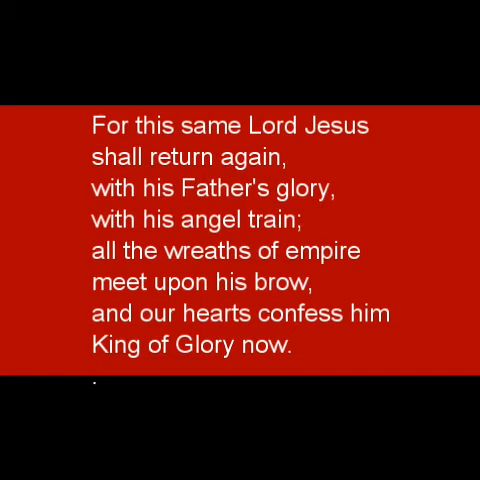 For this same Lord Jesus
shall return again,
with his Father's glory,
with his angel train;
all the wreaths of empire
meet upon his brow,
and our hearts confess him
King of Glory now.
.